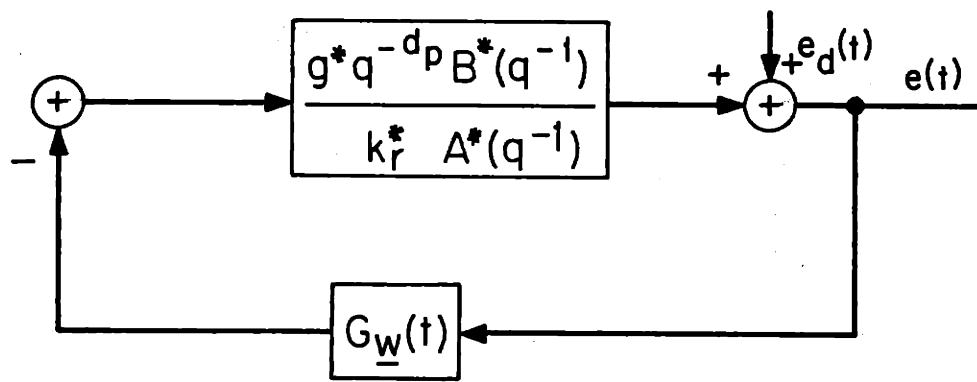 g* q^{-d_p} B*(q^{-1})
k_r* A*(q^{-1})
+
+
+ e_d(t)
+
e(t)
−
G_w(t)